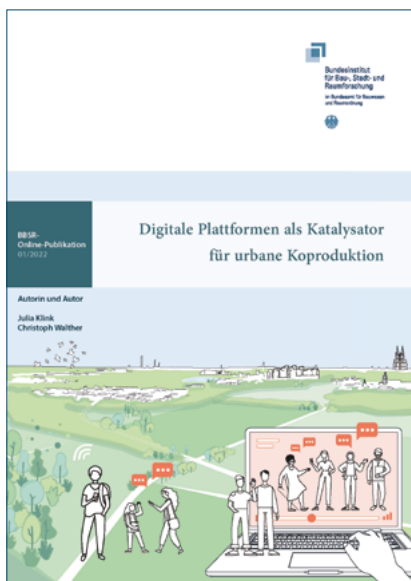 Bundesinstitut
für Bau-, Stadt- und
Raumforschung
im Bundesamt für Bauwesen
und Raumordnung
BBSR-
Online-Publikation
01/2022
Digitale Plattformen als Katalysator
für urbane Koproduktion
Autorin und Autor
Julia Klink
Christoph Walther